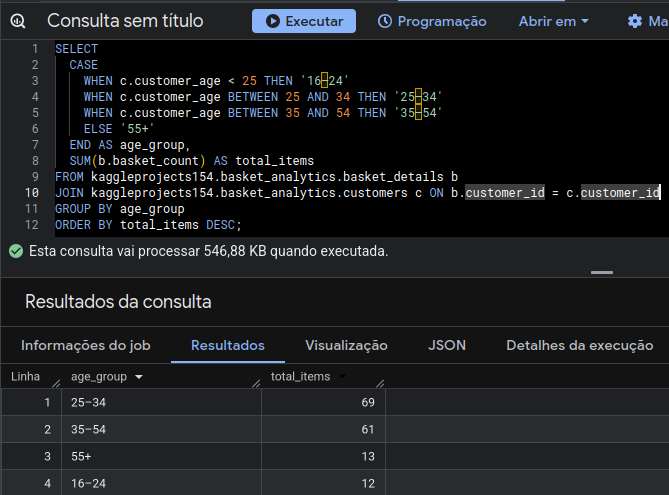 Consulta sem título
Executar
Programação
Abrir em
Ma
1 SELECT
2 CASE
3 WHEN c.customer_age < 25 THEN '16–24'
4 WHEN c.customer_age BETWEEN 25 AND 34 THEN '25–34'
5 WHEN c.customer_age BETWEEN 35 AND 54 THEN '35–54'
6 ELSE '55+'
7 END AS age_group,
8 SUM(b.basket_count) AS total_items
9 FROM kaggleprojects154.basket_analytics.basket_details b
10 JOIN kaggleprojects154.basket_analytics.customers c ON b.customer_id = c.customer_id
11 GROUP BY age_group
12 ORDER BY total_items DESC;
Esta consulta vai processar 546,88 KB quando executada.
Resultados da consulta
Informações do job Resultados Visualização JSON Detalhes da execução
Linha age_group total_items
1 25–34 69
2 35–54 61
3 55+ 13
4 16–24 12